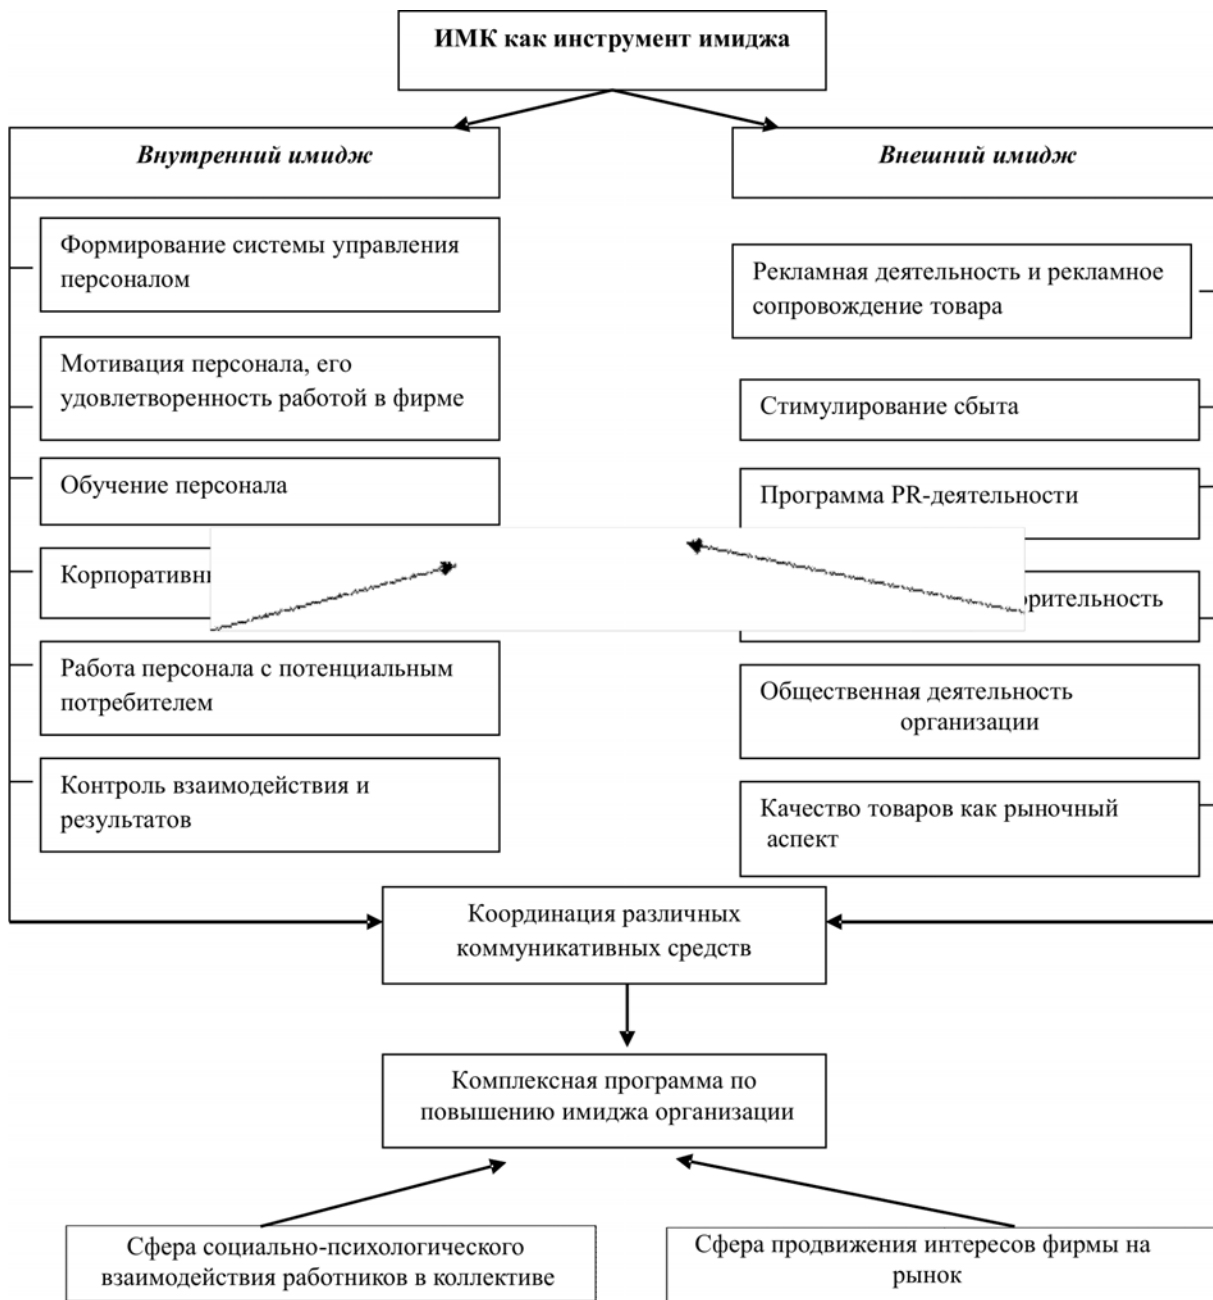 ИМК как инструмент имиджа
Внутренний имидж
Формирование системы управления
персоналом
Мотивация персонала, его
удовлетворенность работой в фирме
Обучение персонала
Работа персонала с потенциальным
потребителем
Контроль взаимодействия и
результатов
Внешний имидж
Рекламная деятельность и рекламное
сопровождение товара
Стимулирование сбыта
Программа PR-деятельности
Общественная деятельность
организации
Качество товаров как рыночный
аспект
Координация различных
коммуникативных средств
Комплексная программа по
повышению имиджа организации
Сфера социально-психологического
взаимодействия работников в коллективе
Сфера продвижения интересов фирмы на
рынок